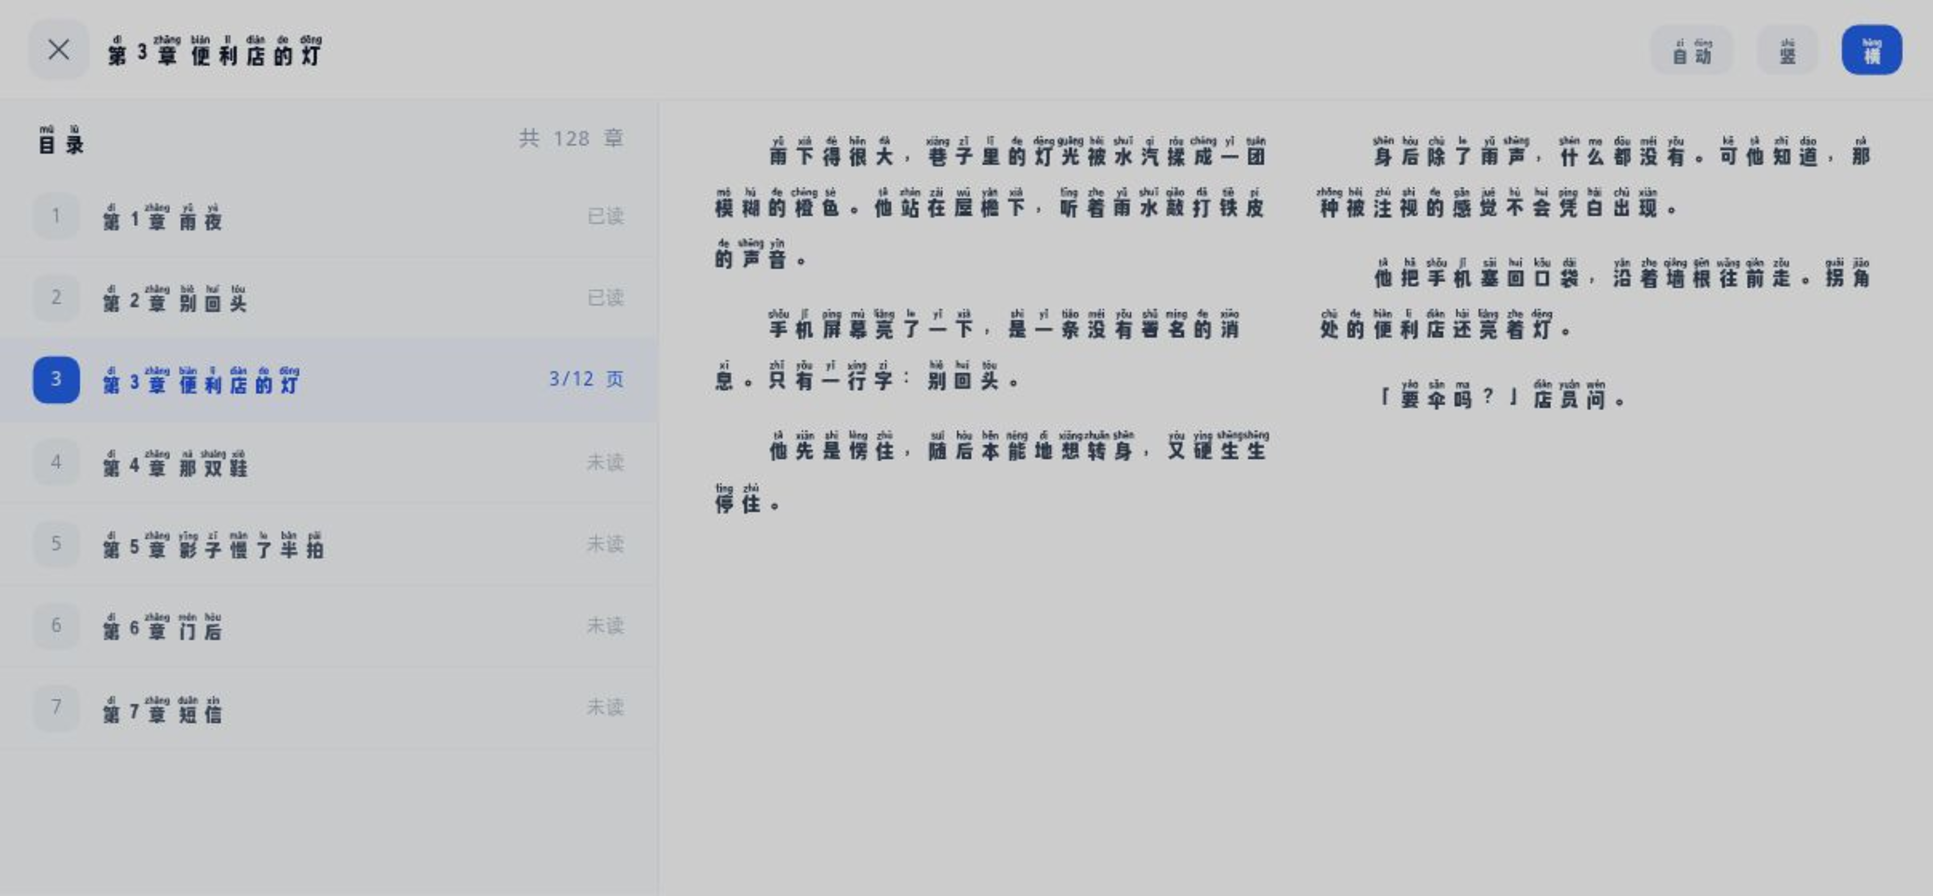 第 3 章 便利店的灯
自动
竖
横
目录
共 128 章
1 第 1 章 雨夜 已读
2 第 2 章 别回头 已读
3 第 3 章 便利店的灯 3/12 页
4 第 4 章 那双鞋 未读
5 第 5 章 影子慢了半拍 未读
6 第 6 章 门后 未读
7 第 7 章 短信 未读
雨下得很大，巷子里的灯光被水汽揉成一团
模糊的橙色。他站在屋檐下，听着雨水敲打铁皮
的声音。
手机屏幕亮了一下，是一条没有署名的消
息。只有一行字：别回头。
他先是愣住，随后本能地想转身，又硬生生
停住。
身后除了雨声，什么都没有。可他知道，那
种被注视的感觉不会凭白出现。
他把手机塞回口袋，沿着墙根往前走。拐角
处的便利店还亮着灯。
「要伞吗？」店员问。